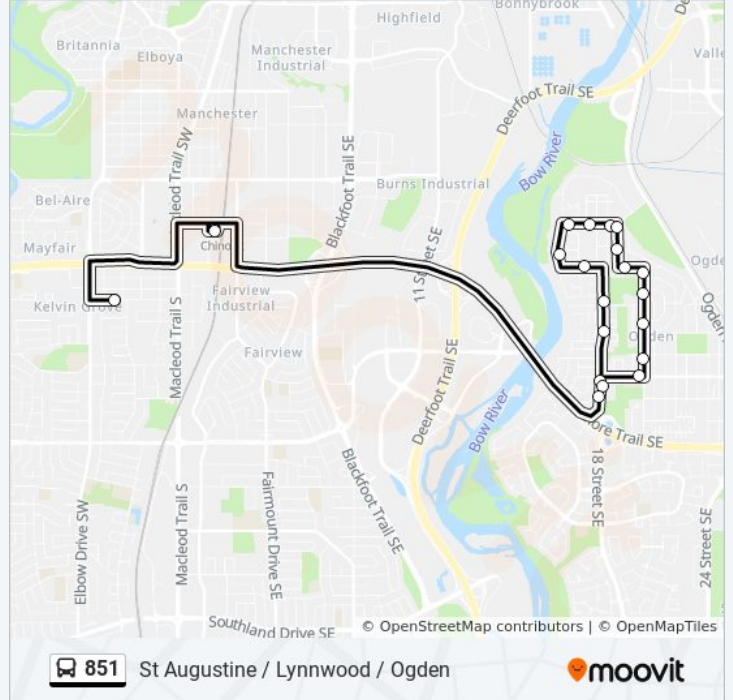 Bonnybrook
Highfield
Britannia
Elboya
Manchester
Industrial
Valle
Deerfoot Trail SE
Manchester
leod Trail SW
Blackfoot Trail SE
Bow River
Burns Industrial
Bel-Aire
Mayfair
Chino
11 Street SE
Ogde
Kelvin Grove
Fairview
Industrial
Ogden
Macleod Trail S
Fairview
Deerfoot Trail SE
Bow River
ore Trail SE
Blackfoot Trail SE
18 Street SE
Elbow Drive SW
Macleod Trail S
Fairmount Drive SE
24 Street SE
Southland Drive SE
© OpenStreetMap contributors | © OpenMapTiles
851 St Augustine / Lynnwood / Ogden
moovit